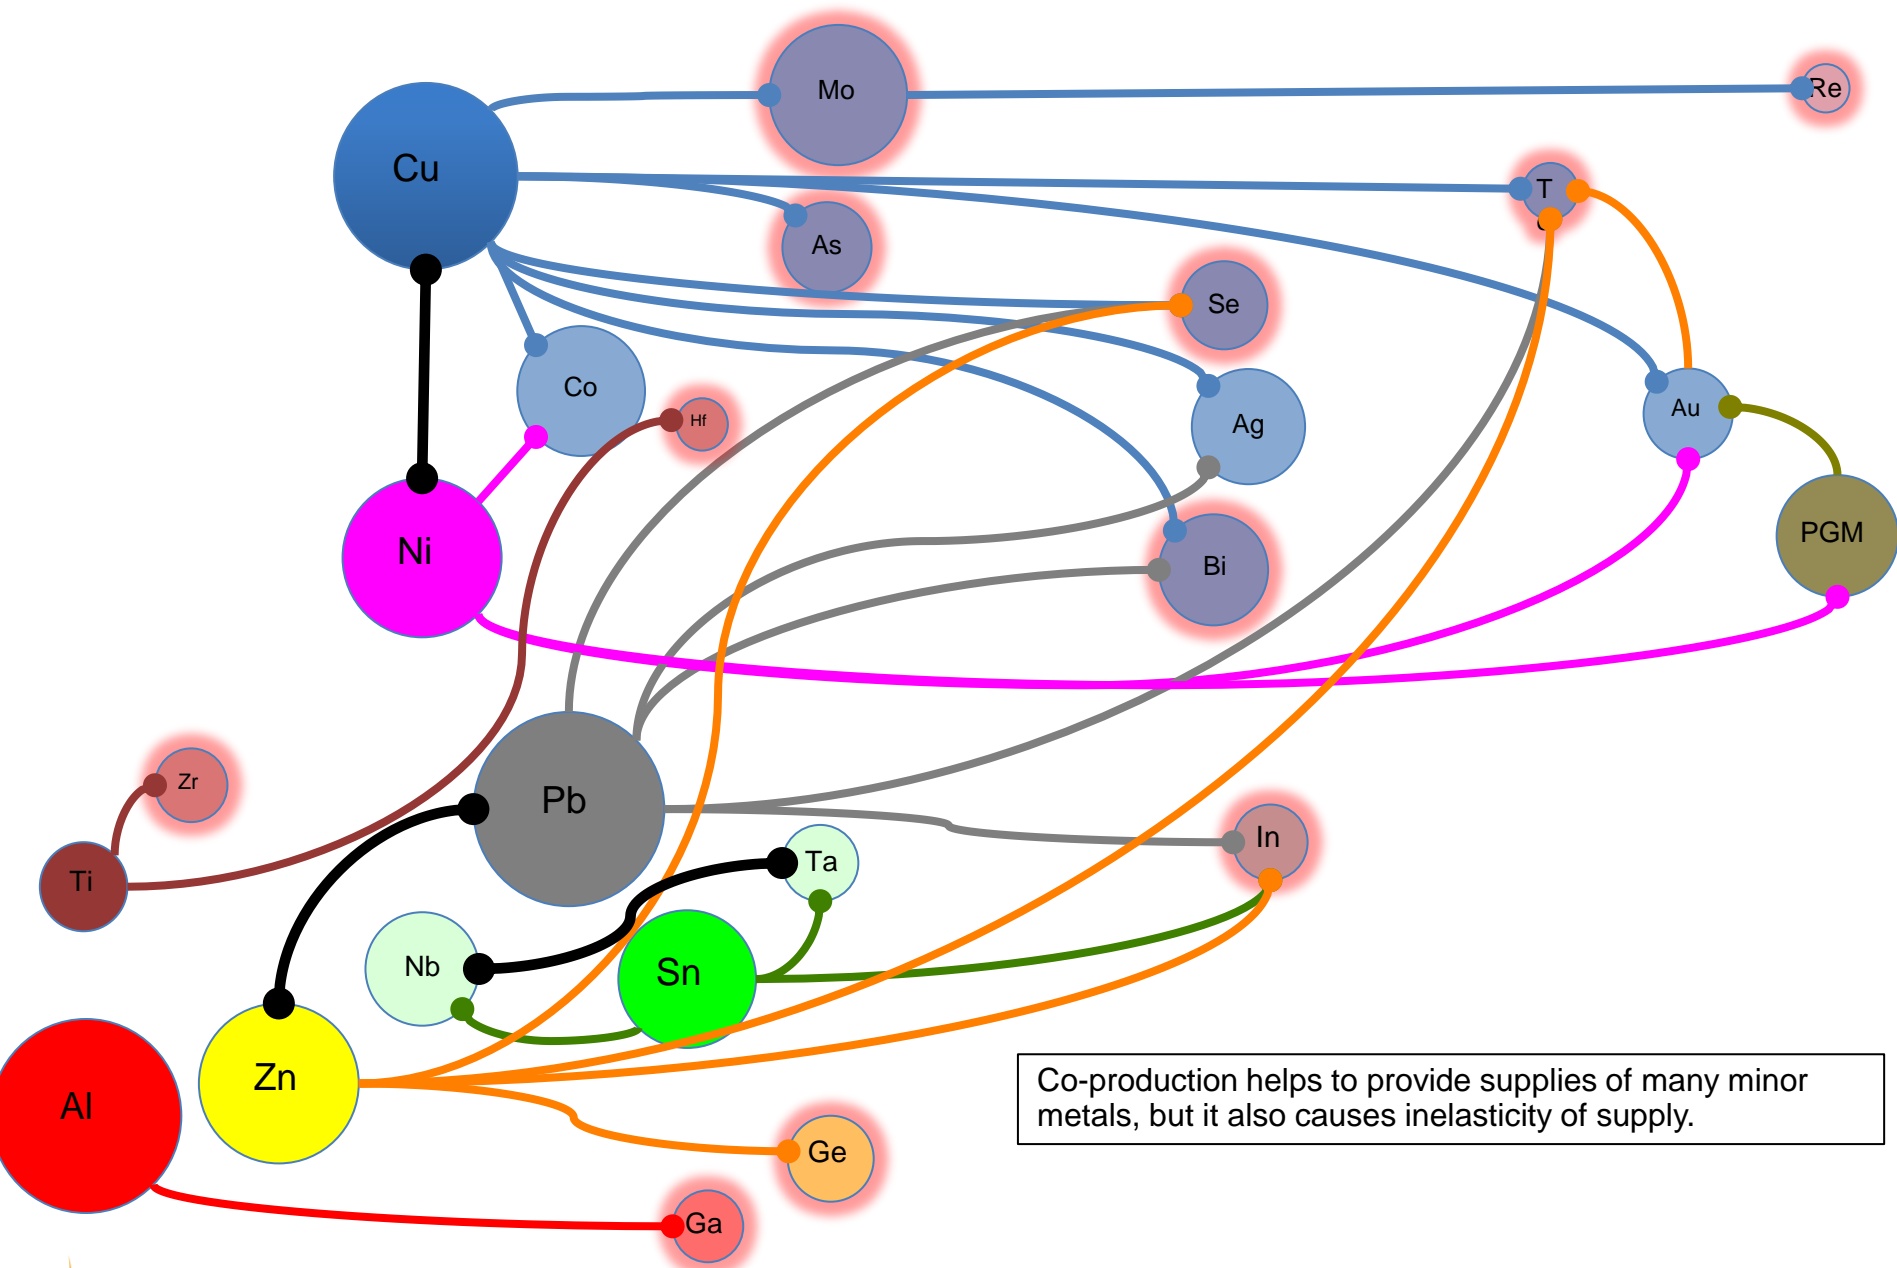 Mo
Re
Cu
T
As
Se
Co
Au
Hf
Ag
PGM
Ni
Bi
Zr
Pb
In
Ti
Ta
Nb
Sn
Zn
Al
Co-production helps to provide supplies of many minor
metals, but it also causes inelasticity of supply.
Ge
Ga